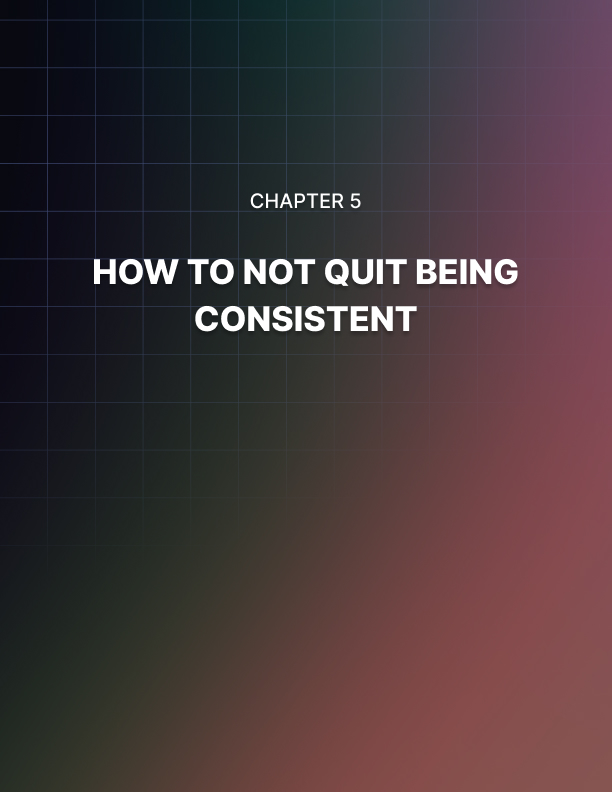 CHAPTER 5
HOW TO NOT QUIT BEING
CONSISTENT